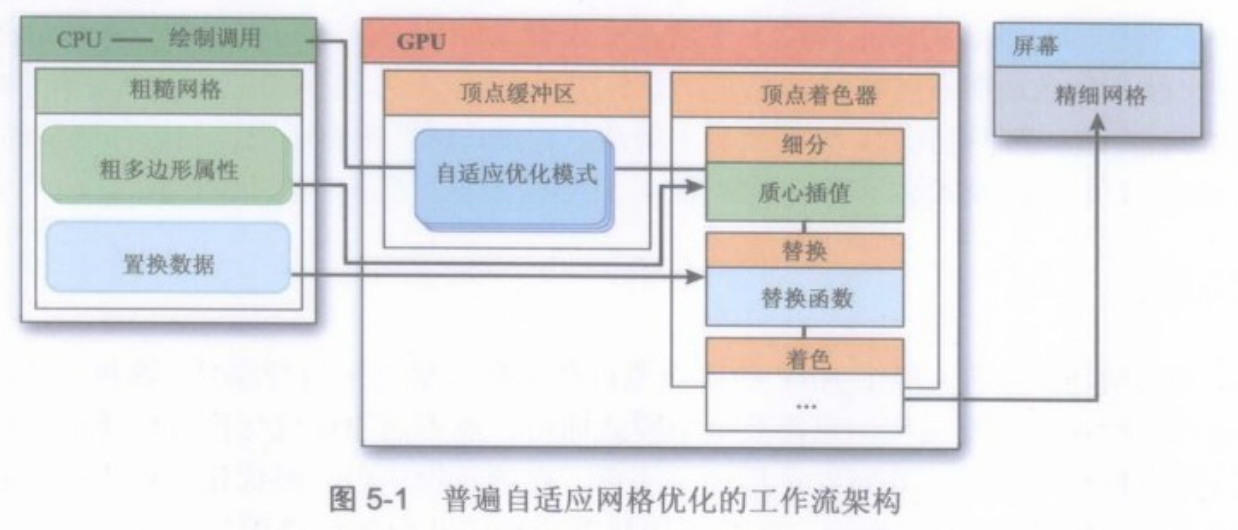 CPU —— 绘制调用
粗糙网格
粗多边形属性
置换数据
GPU
顶点缓冲区
自适应优化模式
顶点着色器
细分
质心插值
替换
替换函数
着色
...
屏幕
精细网格
图 5-1 普遍自适应网格优化的工作流架构